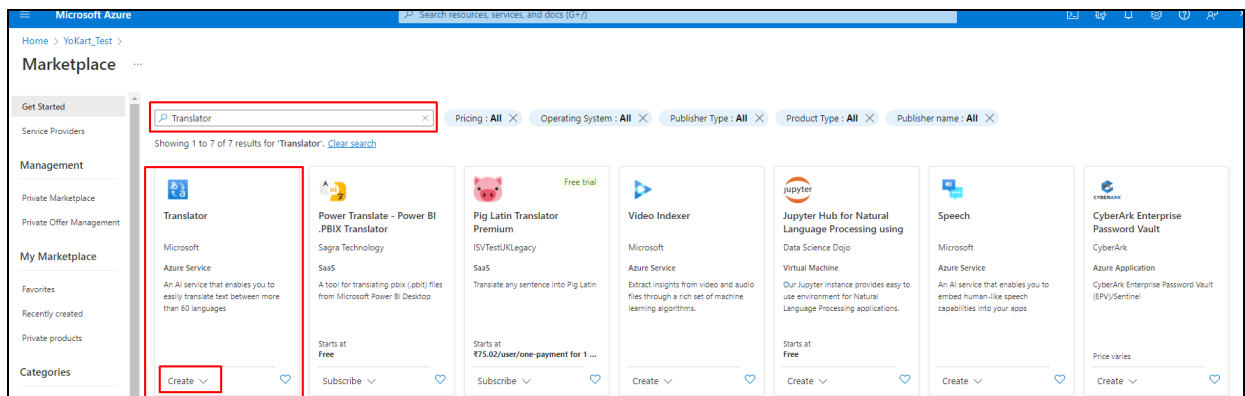 Microsoft Azure
Search resources, services, and docs (G+/)
Home > YoKart_Test >
Marketplace ...
Get Started
Service Providers
Management
Private Marketplace
Private Offer Management
My Marketplace
Favorites
Recently created
Private products
Categories
Translator
Pricing : All
Operating System : All
Publisher Type : All
Product Type : All
Publisher name : All
Showing 1 to 7 of 7 results for 'Translator'. Clear search
Translator
Microsoft
Azure Service
An AI service that enables you to
easily translate text between more
than 60 languages
Create
Power Translate - Power BI
.PBIX Translator
Sagra Technology
SaaS
A tool for translating pbix (.pbit) files
from Microsoft Power BI Desktop
Starts at
Free
Subscribe
Free trial
Pig Latin Translator
Premium
ISVTestUKLegacy
SaaS
Translate any sentence into Pig Latin
Starts at
₹75.02/user/one-payment for 1 ...
Subscribe
Video Indexer
Microsoft
Azure Service
Extract insights from video and audio
files through a rich set of machine
learning algorithms.
Create
jupyter
Jupyter Hub for Natural
Language Processing using
Data Science Dojo
Virtual Machine
Our Jupyter instance provides easy to
use environment for Natural
Language Processing applications.
Starts at
Free
Create
Speech
Microsoft
Azure Service
An AI service that enables you to
embed human-like speech
capabilities into your apps
Create
CYBERARK
CyberArk Enterprise
Password Vault
CyberArk
Azure Application
CyberArk Enterprise Password Vault
(EPV)/Sentinel
Price varies
Create